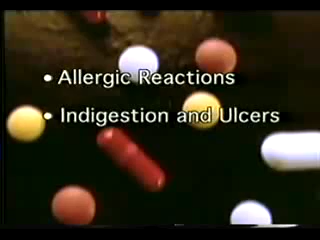 • Allergic Reactions
• Indigestion and Ulcers